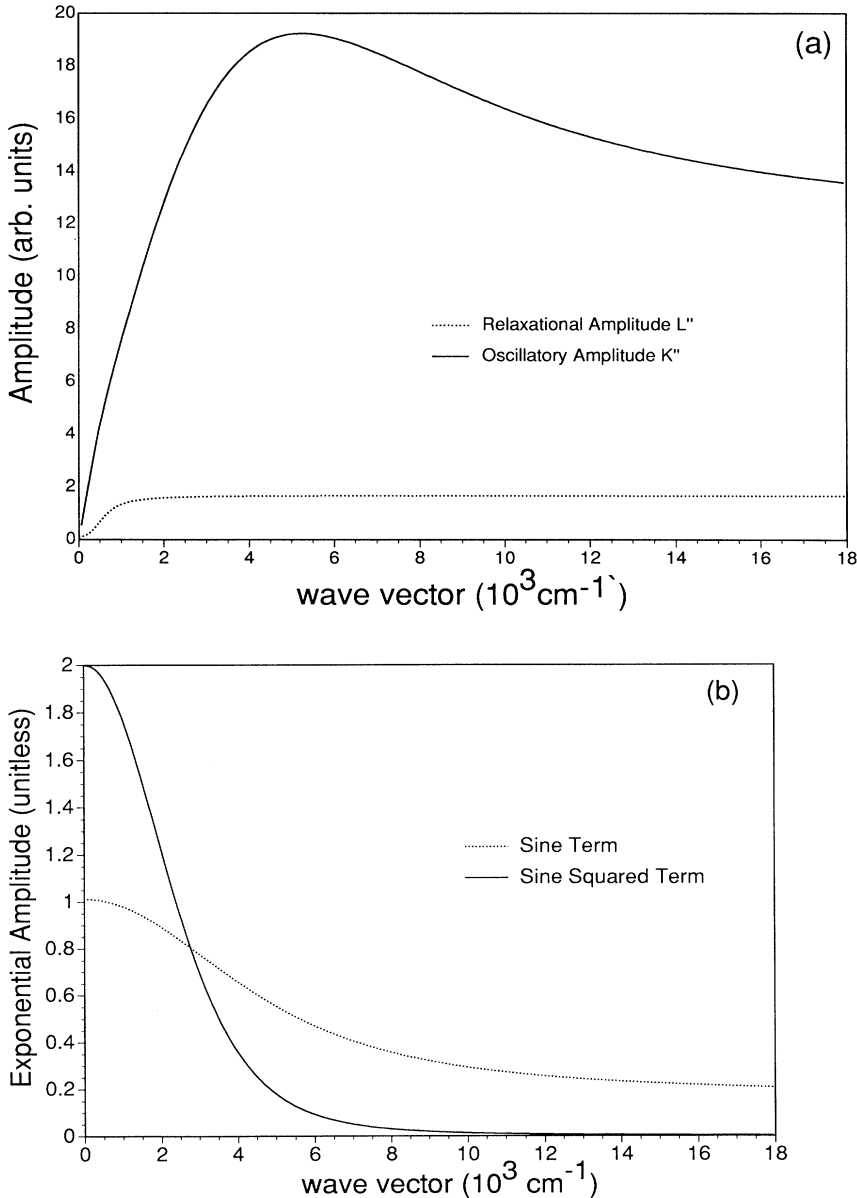 (a)
20
18
16
14
12
10
8
6
4
2
0
Amplitude (arb. units)
Relaxational Amplitude L"
Oscillatory Amplitude K"
0 2 4 6 8 10 12 14 16 18
wave vector (10³cm-1`)
(b)
2
1.8
1.6
1.4
1.2
1
0.8
0.6
0.4
0.2
0
Exponential Amplitude (unitless)
Sine Term
Sine Squared Term
0 2 4 6 8 10 12 14 16 18
wave vector (10³ cm⁻¹)